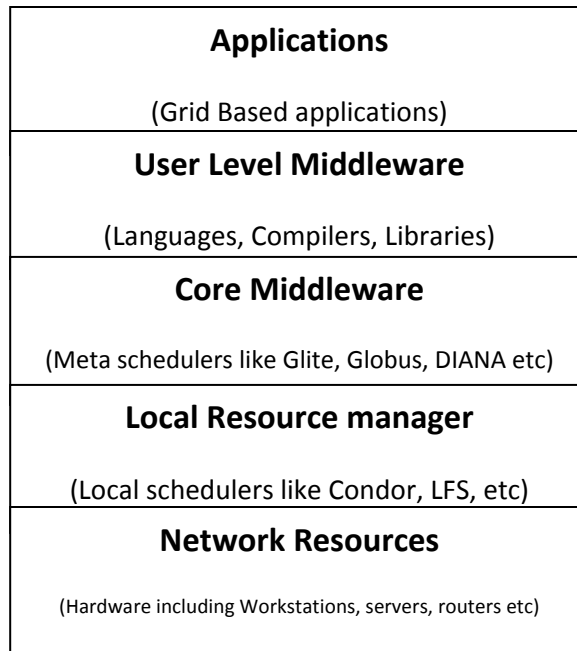 Applications
(Grid Based applications)
User Level Middleware
(Languages, Compilers, Libraries)
Core Middleware
(Meta schedulers like Glite, Globus, DIANA etc)
Local Resource manager
(Local schedulers like Condor, LFS, etc)
Network Resources
(Hardware including Workstations, servers, routers etc)